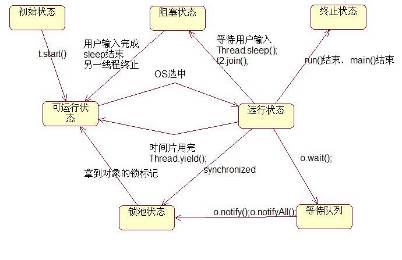 初始状态
阻塞状态
终止状态
t.start()
用户输入完成
sleep结束
另一线程终止
等待用户输入
Thread.sleep();
t2.join();
run()结束、main()结束
OS选中
可运行状
态
运行状态
时间片用完
Thread.yield();
synchronized
o.wait();
拿到对象的锁标记
锁池状态
o.notify();o.notifyAll();
等待队列